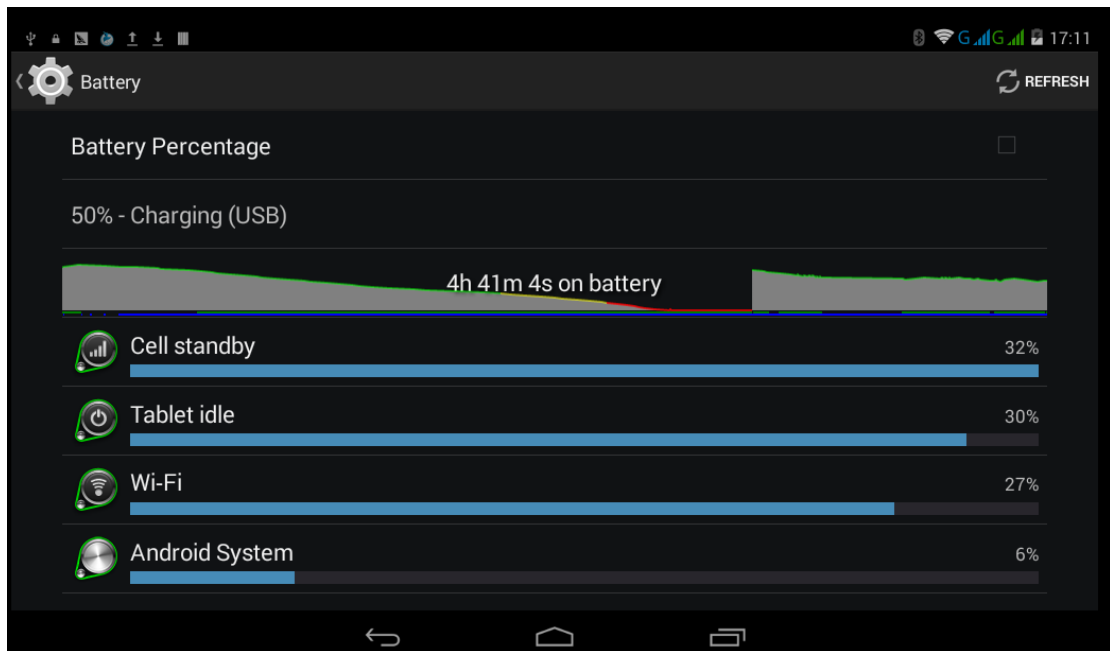 G G 17:11
Battery REFRESH
Battery Percentage
50% - Charging (USB)
4h 41m 4s on battery
Cell standby 32%
Tablet idle 30%
Wi-Fi 27%
Android System 6%